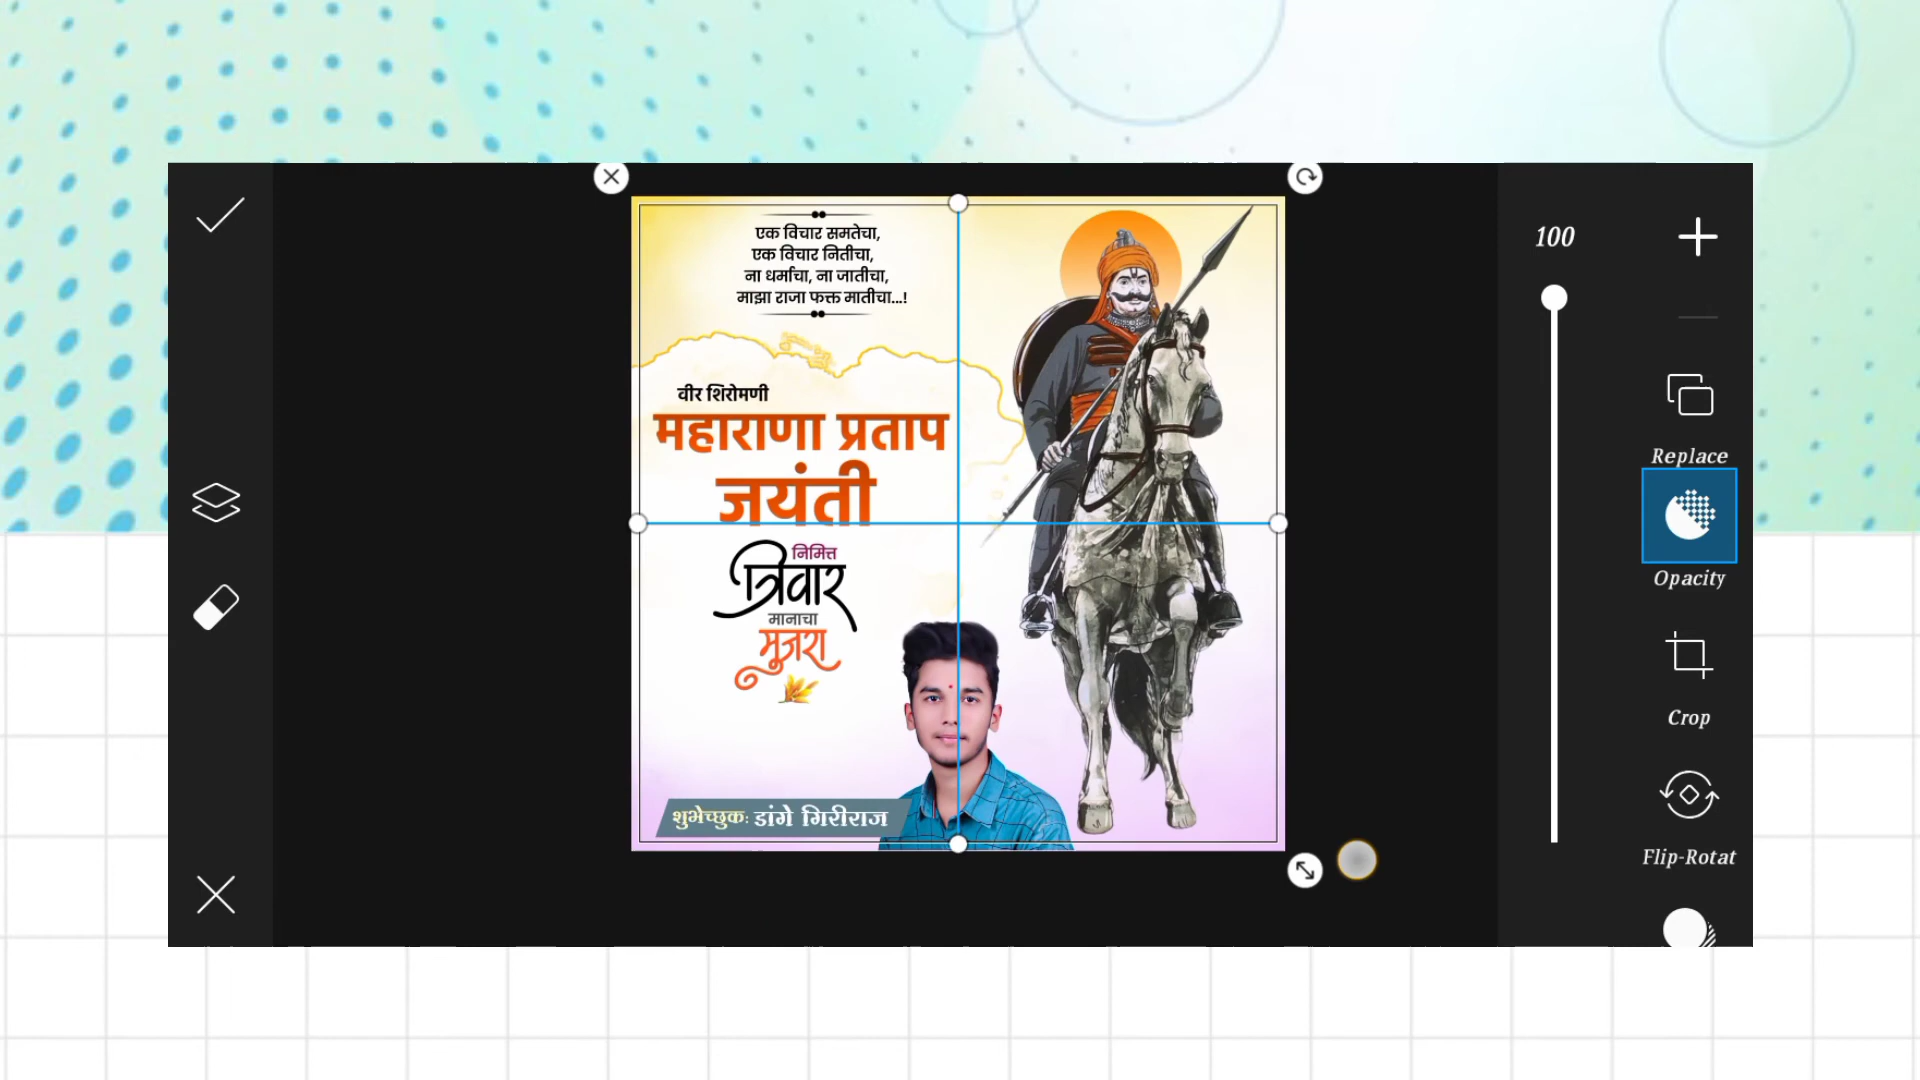 एक विचार समतेचा,
एक विचार नितीचा,
ना धर्माचा, ना जातीचा,
माझा राजा फक्त मातीचा...!
वीर शिरोमणी
महाराणा प्रताप
जयंती
निमित्त
त्रिवार
मानाचा
मुजरा
शुभेच्छुक: डांगे गिरीराज
100
Replace
Opacity
Crop
Flip-Rotat